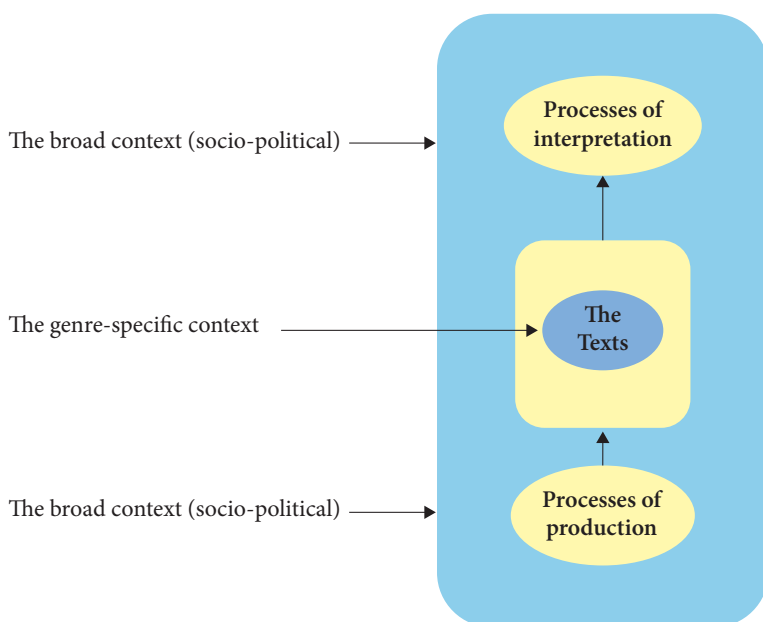 Processes of
interpretation
The broad context (socio-political)
The genre-specific context
The
Texts
The broad context (socio-political)
Processes of
production